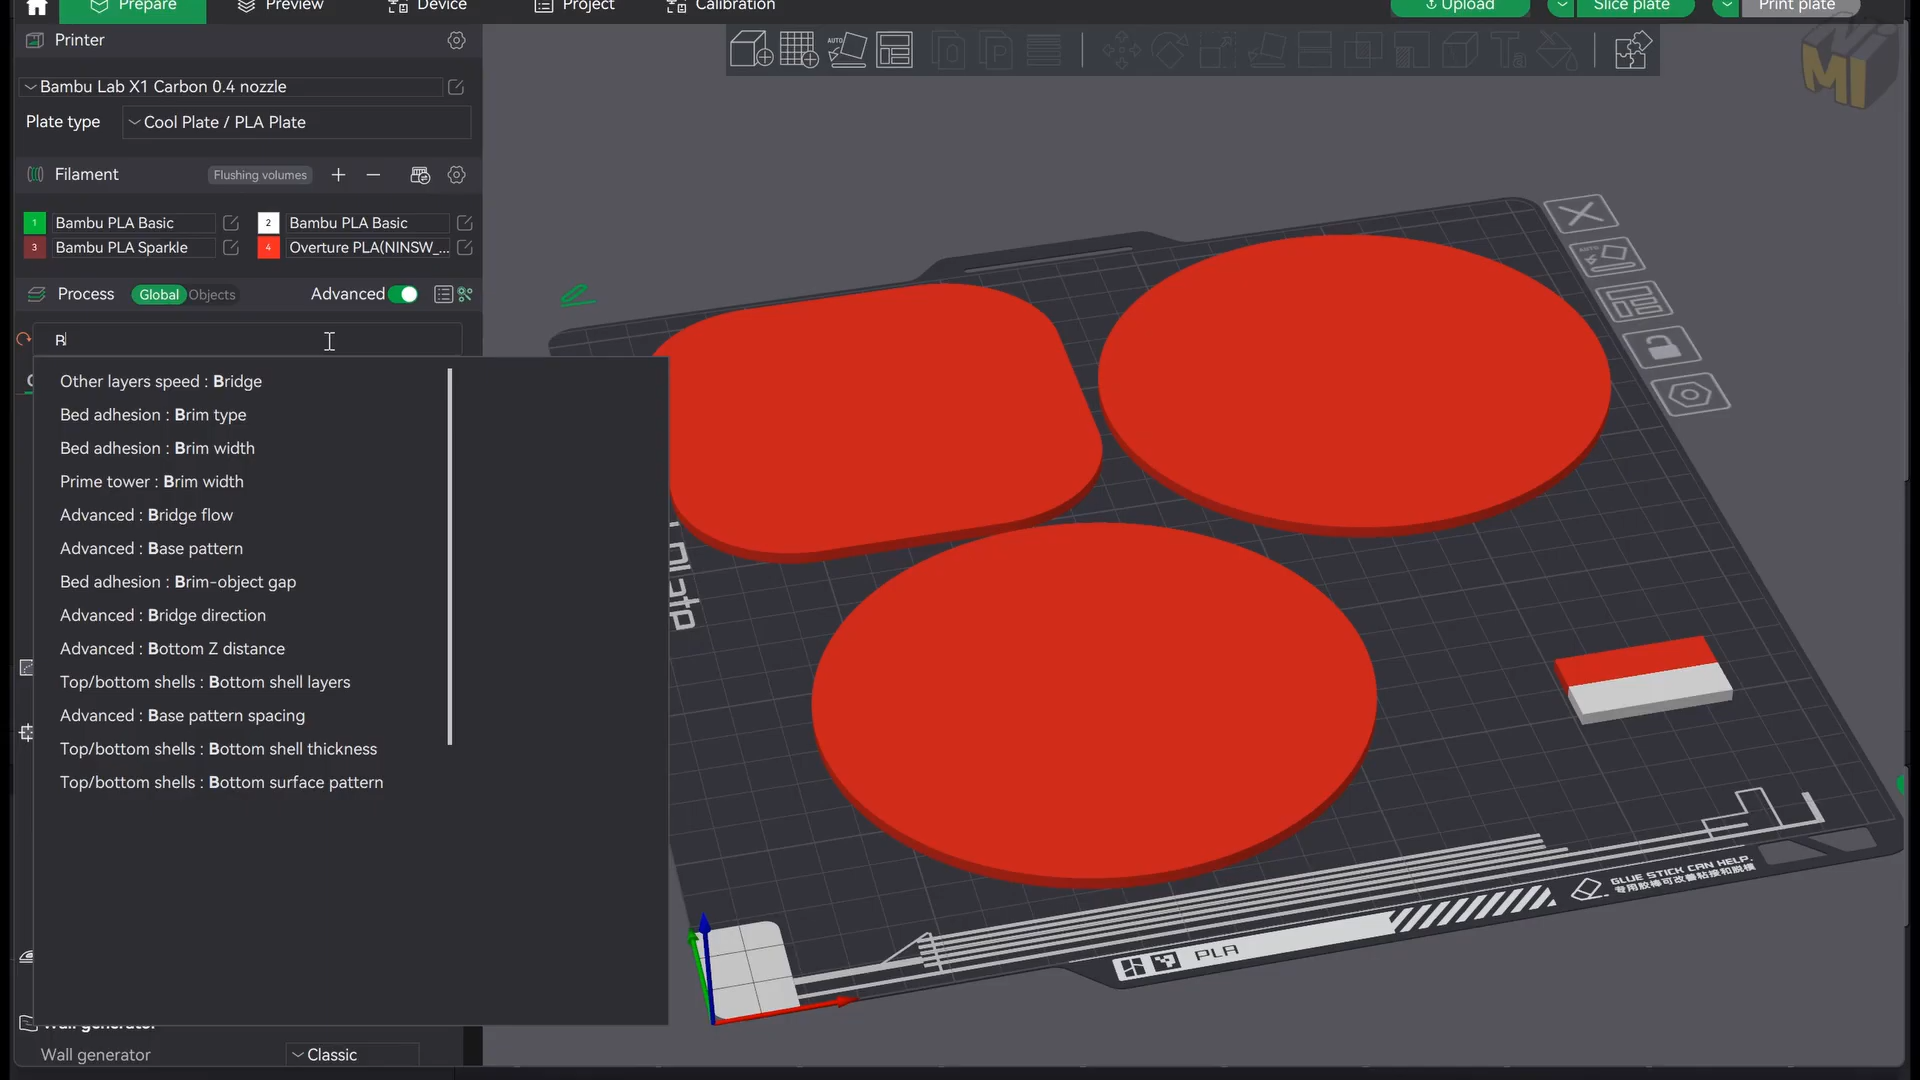 Prepare
Preview
Device
Project
Calibration
Upload
Slice plate
Print plate
Printer
Bambu Lab X1 Carbon 0.4 nozzle
Plate type
Cool Plate / PLA Plate
Filament
Flushing volumes
1 Bambu PLA Basic
2 Bambu PLA Basic
3 Bambu PLA Sparkle
4 Overture PLA(NINSW_...
Process
Global
Objects
Advanced
B
Other layers speed : Bridge
Bed adhesion : Brim type
Bed adhesion : Brim width
Prime tower : Brim width
Advanced : Bridge flow
Advanced : Base pattern
Bed adhesion : Brim-object gap
Advanced : Bridge direction
Advanced : Bottom Z distance
Top/bottom shells : Bottom shell layers
Advanced : Base pattern spacing
Top/bottom shells : Bottom shell thickness
Top/bottom shells : Bottom surface pattern
Wall generator
Wall generator
Classic
AUTO
AUTO
GLUE STICK CAN HELP.
PLA
NiMI